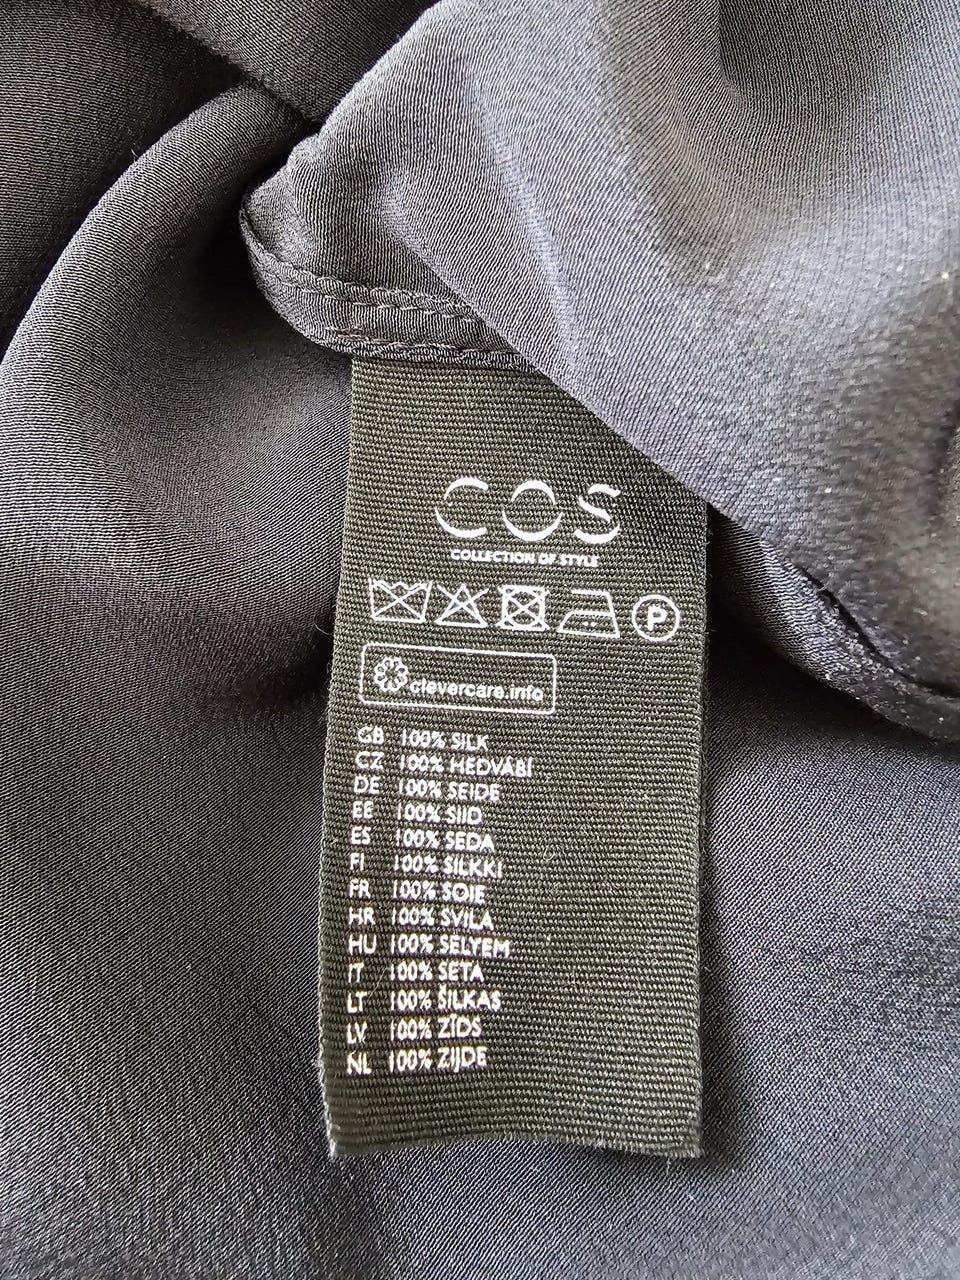 COS
COLLECTION OF STYLE
P
clevercare.info
GB 100% SILK
CZ 100% HEDVÁBÍ
DE 100% SEIDE
EE 100% SIID
ES 100% SEDA
FI 100% SILKKI
FR 100% SOIE
HR 100% SVILA
HU 100% SELYEM
IT 100% SETA
LT 100% ŠILKAS
LV 100% ZĪDS
NL 100% ZIJDE